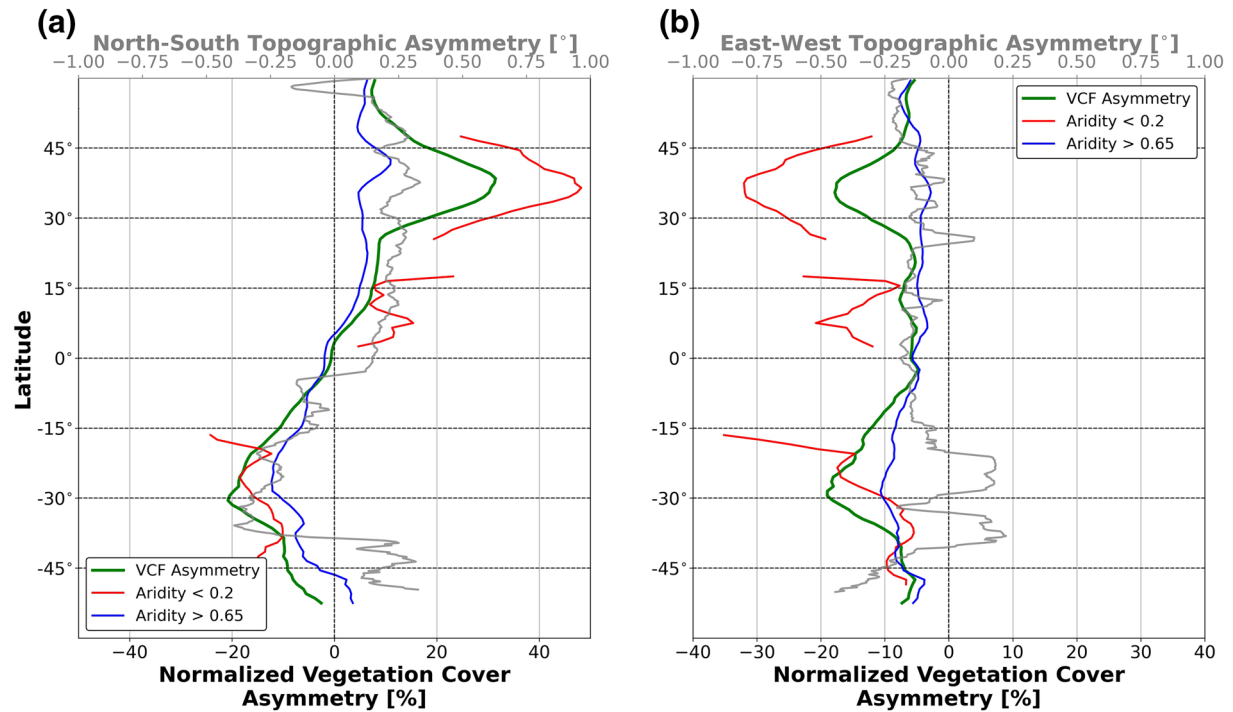 (a)
North-South Topographic Asymmetry [°]
−1.00 −0.75 −0.50 −0.25 0.00 0.25 0.50 0.75 1.00
45°
30°
15°
0°
-15°
-30°
-45°
Latitude
VCF Asymmetry
Aridity < 0.2
Aridity > 0.65
−40 −20 0 20 40
Normalized Vegetation Cover
Asymmetry [%]
(b)
East-West Topographic Asymmetry [°]
−1.00 −0.75 −0.50 −0.25 0.00 0.25 0.50 0.75 1.00
VCF Asymmetry
Aridity < 0.2
Aridity > 0.65
45°
30°
15°
0°
-15°
-30°
-45°
−40 −30 −20 −10 0 10 20 30 40
Normalized Vegetation Cover
Asymmetry [%]